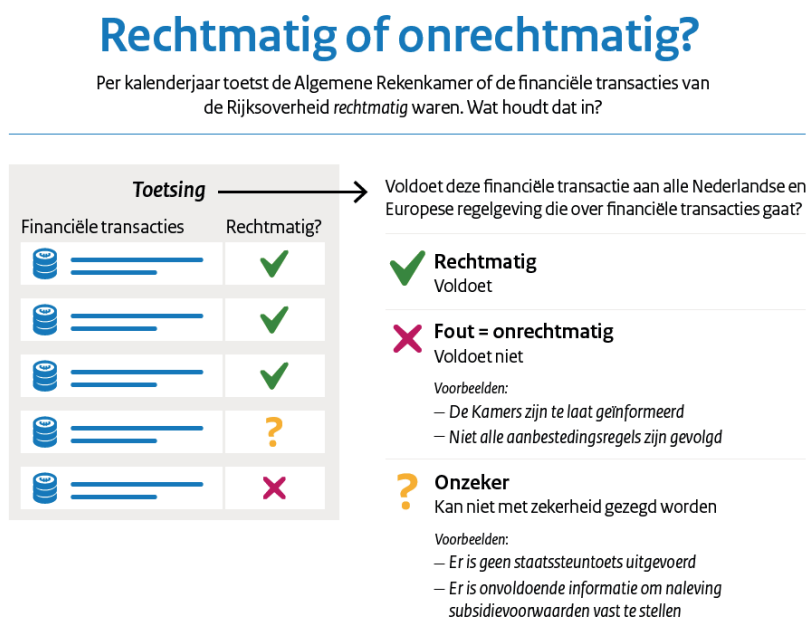 Rechtmatig of onrechtmatig?
Per kalenderjaar toetst de Algemene Rekenkamer of de financiële transacties van
de Rijksoverheid rechtmatig waren. Wat houdt dat in?
Toetsing
Financiële transacties Rechtmatig?
Voldoet deze financiële transactie aan alle Nederlandse en
Europese regelgeving die over financiële transacties gaat?
Rechtmatig
Voldoet
Fout = onrechtmatig
Voldoet niet
Voorbeelden:
– De Kamers zijn te laat geïnformeerd
– Niet alle aanbestedingsregels zijn gevolgd
? Onzeker
Kan niet met zekerheid gezegd worden
Voorbeelden:
– Er is geen staatssteuntoets uitgevoerd
– Er is onvoldoende informatie om naleving
subsidievoorwaarden vast te stellen